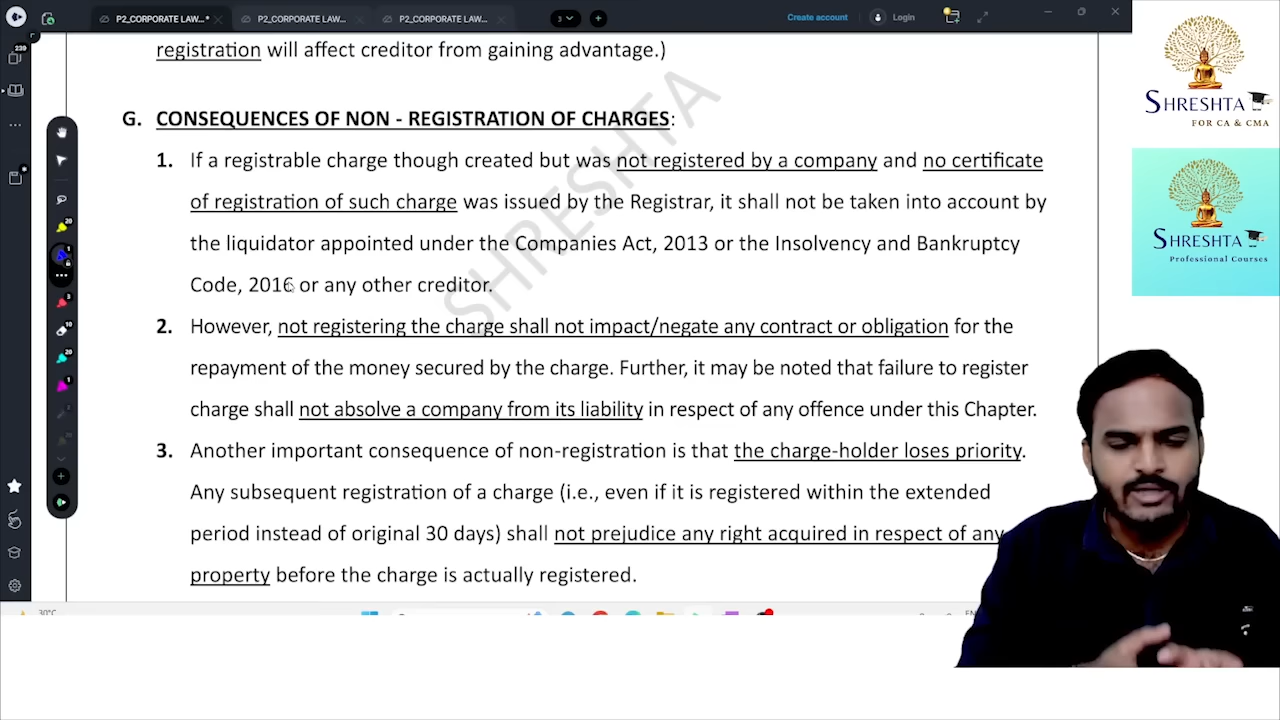 P2_CORPORATE LAW...*
P2_CORPORATE LAW...
P2_CORPORATE LAW...
3
Create account
Login
239
registration will affect creditor from gaining advantage.)
G. CONSEQUENCES OF NON - REGISTRATION OF CHARGES:
1. If a registrable charge though created but was not registered by a company and no certificate
of registration of such charge was issued by the Registrar, it shall not be taken into account by
the liquidator appointed under the Companies Act, 2013 or the Insolvency and Bankruptcy
Code, 2016 or any other creditor.
2. However, not registering the charge shall not impact/negate any contract or obligation for the
repayment of the money secured by the charge. Further, it may be noted that failure to register
charge shall not absolve a company from its liability in respect of any offence under this Chapter.
3. Another important consequence of non-registration is that the charge-holder loses priority.
Any subsequent registration of a charge (i.e., even if it is registered within the extended
period instead of original 30 days) shall not prejudice any right acquired in respect of any
property before the charge is actually registered.
SHRESHTA
20
1
3
10
20
1
SHRESHTA
FOR CA & CMA
SHRESHTA
Professional Courses